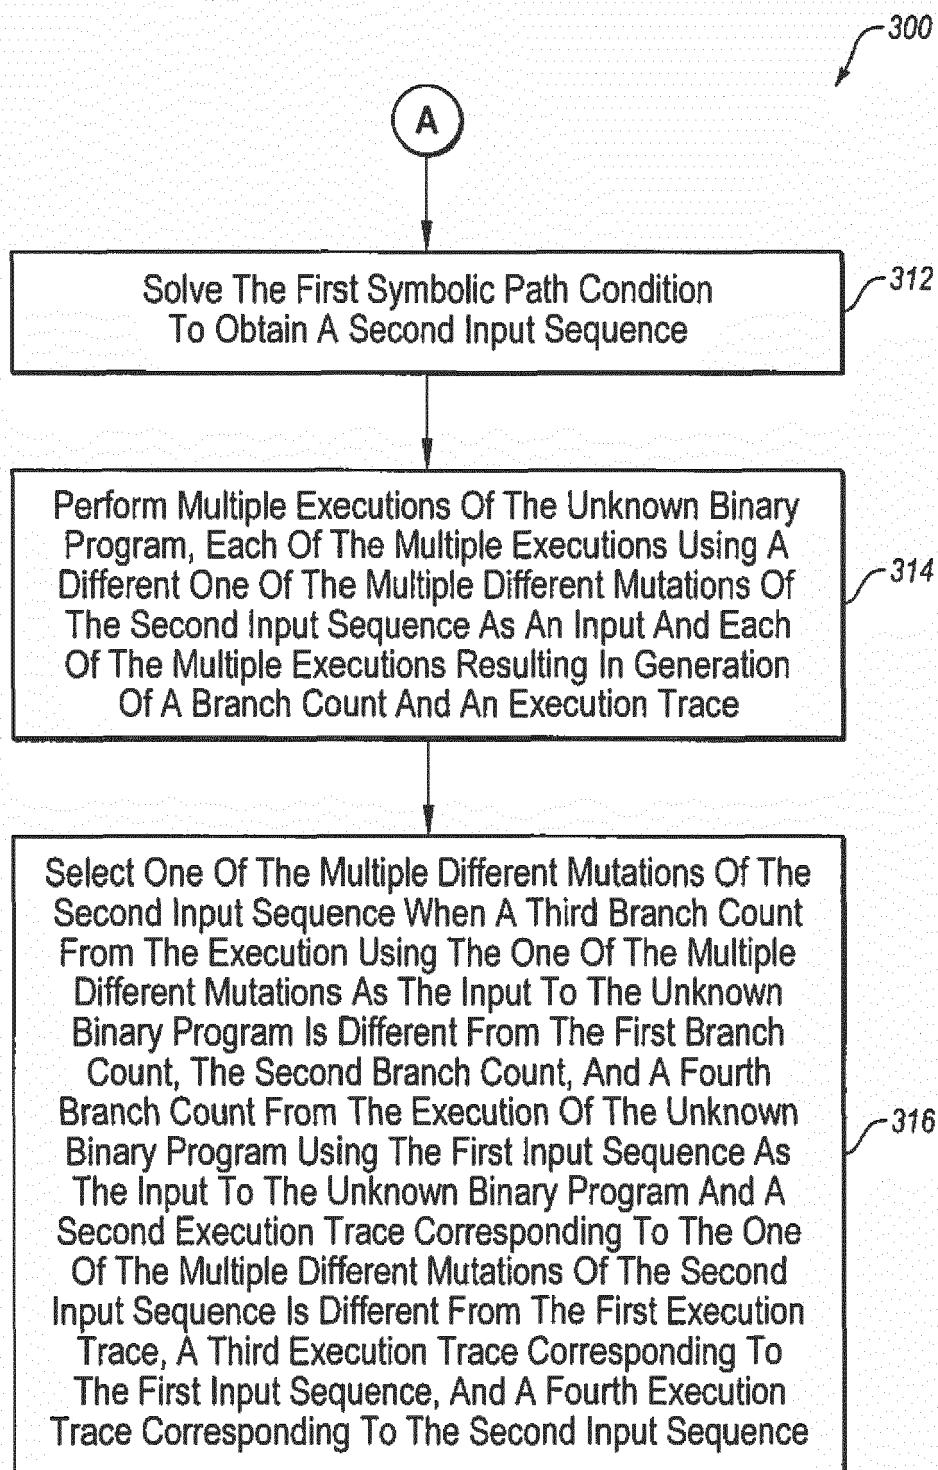 300
A
Solve The First Symbolic Path Condition
To Obtain A Second Input Sequence
312
Perform Multiple Executions Of The Unknown Binary
Program, Each Of The Multiple Executions Using A
Different One Of The Multiple Different Mutations Of
The Second Input Sequence As An Input And Each
Of The Multiple Executions Resulting In Generation
Of A Branch Count And An Execution Trace
314
Select One Of The Multiple Different Mutations Of The
Second Input Sequence When A Third Branch Count
From The Execution Using The One Of The Multiple
Different Mutations As The Input To The Unknown
Binary Program Is Different From The First Branch
Count, The Second Branch Count, And A Fourth
Branch Count From The Execution Of The Unknown
Binary Program Using The First Input Sequence As
The Input To The Unknown Binary Program And A
Second Execution Trace Corresponding To The One
Of The Multiple Different Mutations Of The Second
Input Sequence Is Different From The First Execution
Trace, A Third Execution Trace Corresponding To
The First Input Sequence, And A Fourth Execution
Trace Corresponding To The Second Input Sequence
316